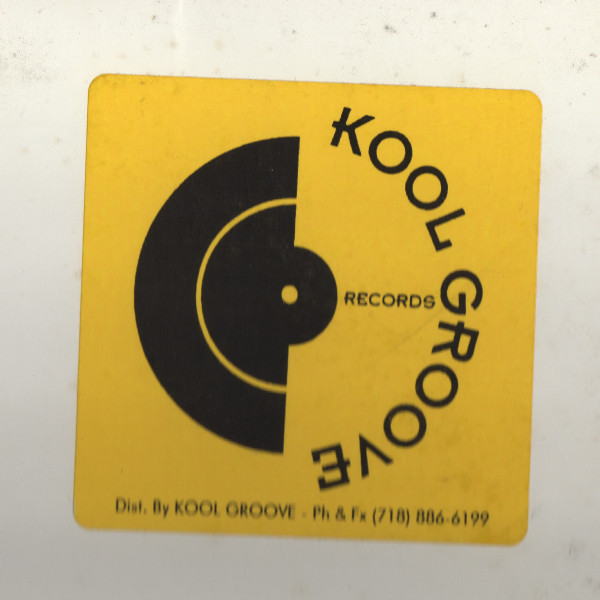 KOOL GROOVE
RECORDS
Dist. By KOOL GROOVE - Ph & Fx (718) 886-6199